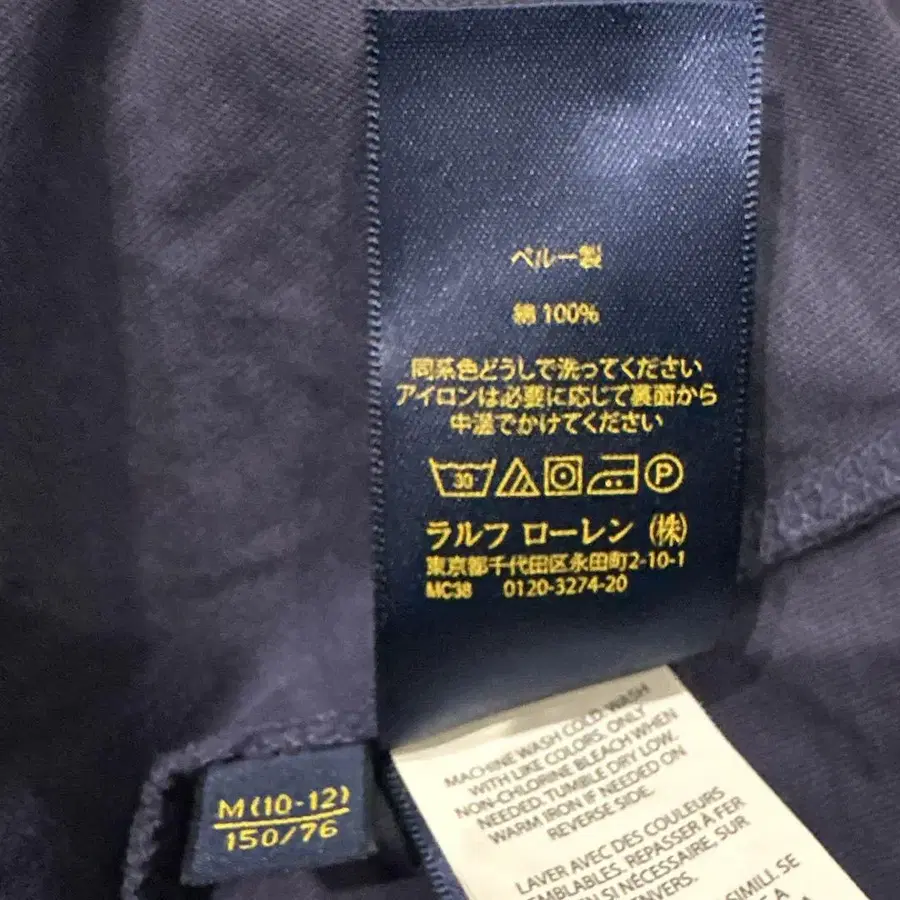 ペルー製
綿 100%
同系色どうしで洗ってください
アイロンは必要に応じて裏面から
中温でかけてください
30
P
ラルフ ローレン (株)
東京都千代田区永田町2-10-1
MC38 0120-3274-20
M(10-12)
150/76
MACHINE WASH COLD. WASH
WITH LIKE COLORS. ONLY
NON-CHLORINE BLEACH WHEN
NEEDED. TUMBLE DRY LOW.
WARM IRON IF NEEDED ON
REVERSE SIDE.
LAVER AVEC DES COULEURS
EMBLABLES. REPASSER À FER
N SI NÉCESSAIRE, SUR
ENVERS.
SIMILI. SE